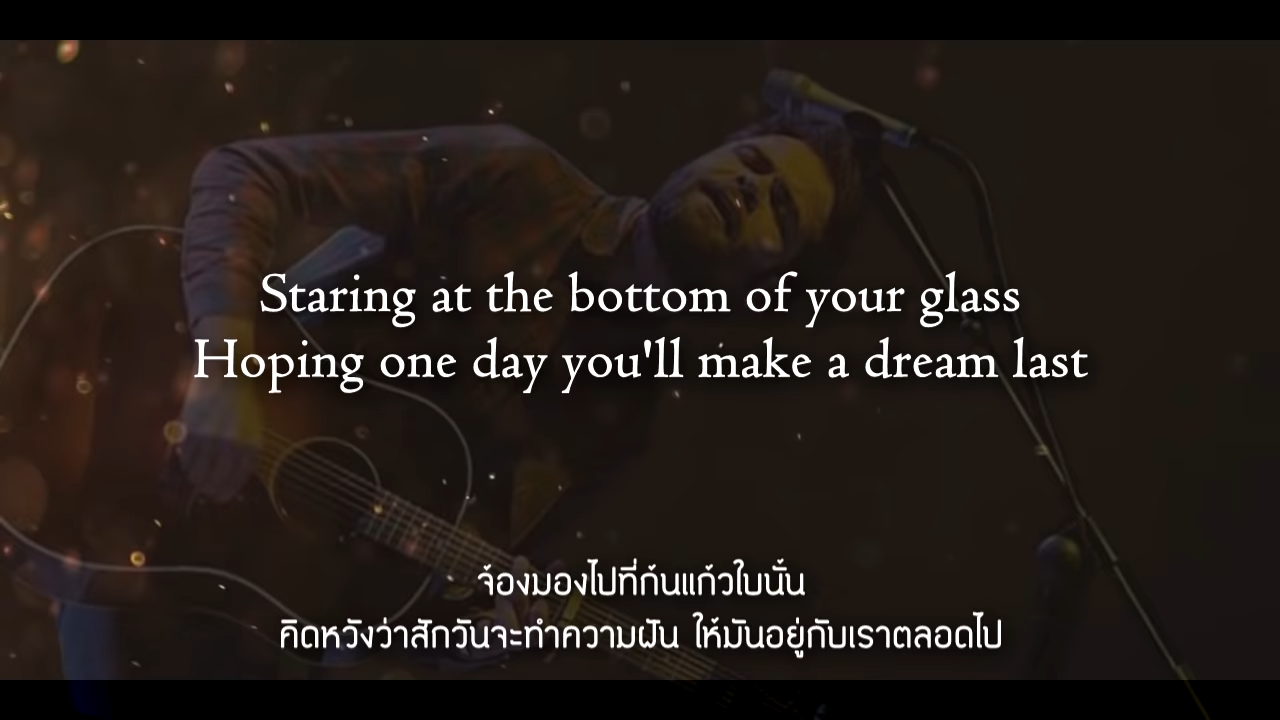 Staring at the bottom of your glass
Hoping one day you'll make a dream last
จ้องมองไปที่ก้นแก้วใบนั้น
คิดหวังว่าสักวันจะทำความฝัน ให้มันอยู่กับเราตลอดไป